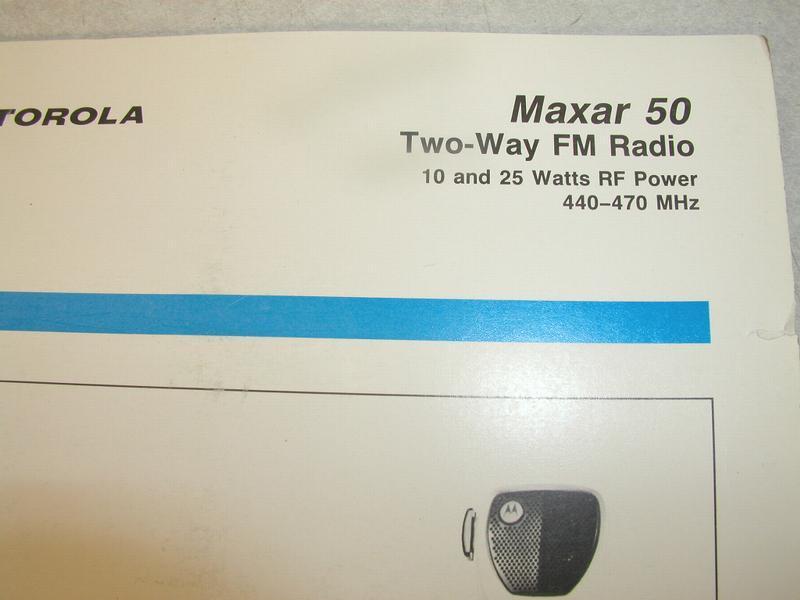 TOROLA
Maxar 50
Two-Way FM Radio
10 and 25 Watts RF Power
440–470 MHz